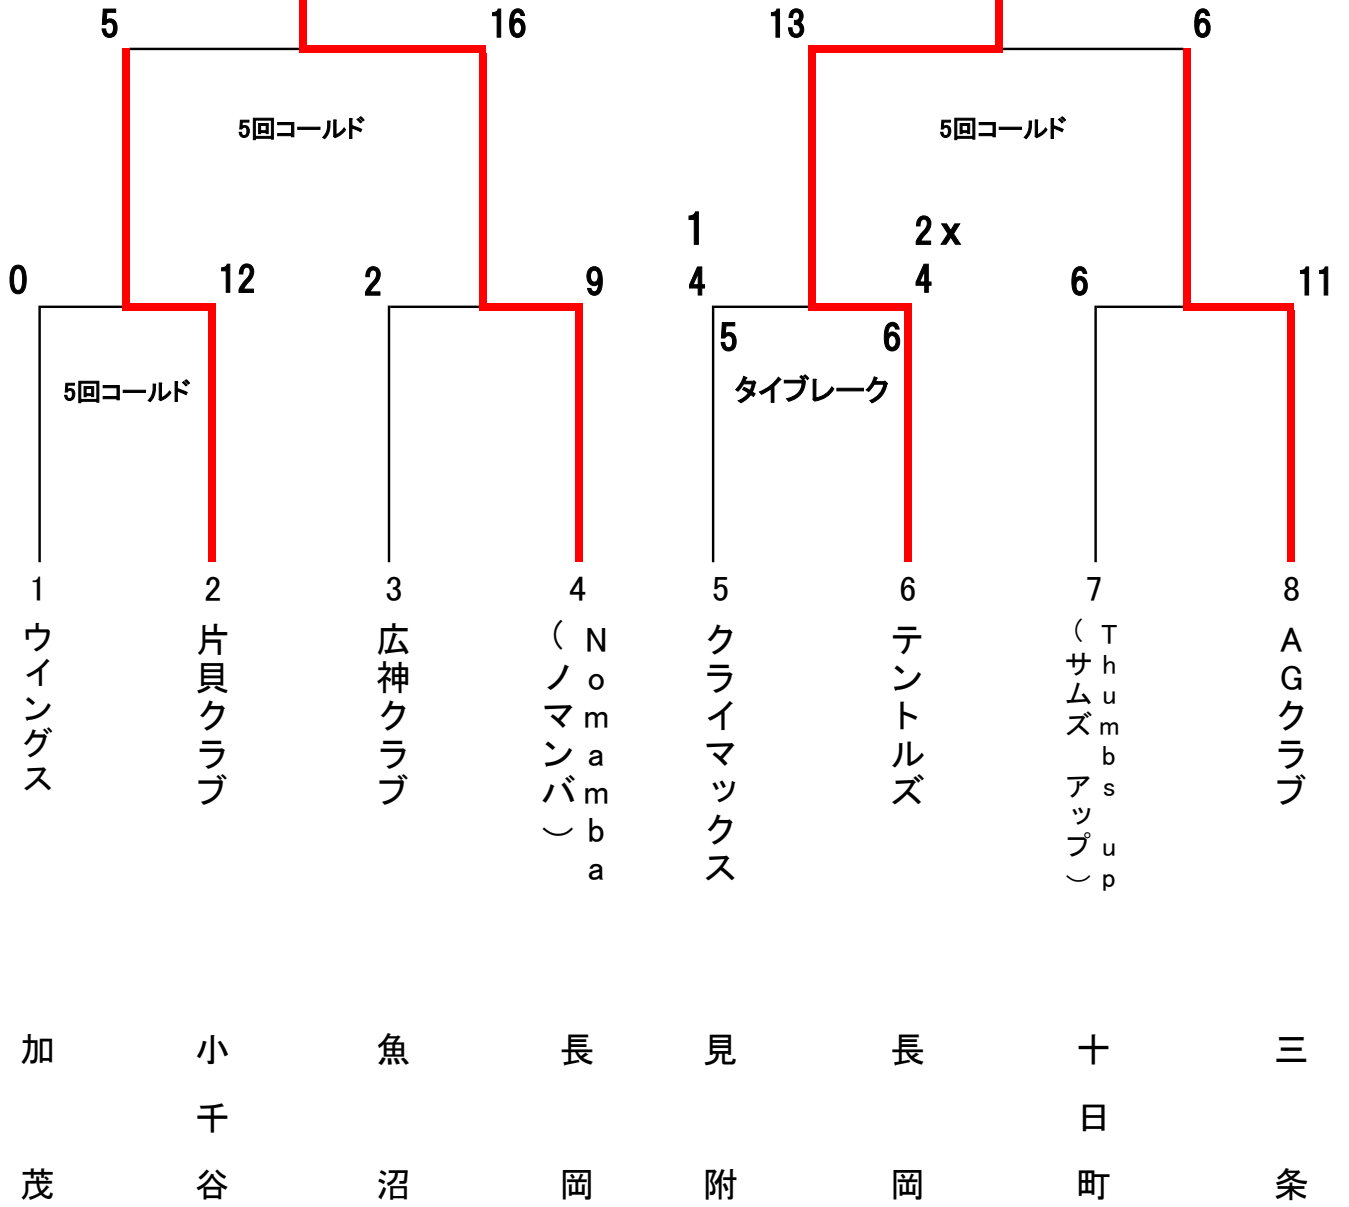 5 16 13 6
5回コールド 5回コールド
1 2x
0 12 2 9 4 4 6 11
5 6
5回コールド タイブレーク
1 2 3 4 5 6 7 8
ウイングス
片貝クラブ
広神クラブ
Nomamba
(ノマンバ)
クライマックス
テントルズ
Thumbs up
(サムズ アップ)
AGクラブ
加茂
小千谷
魚沼
長岡
見附
長岡
十日町
三条